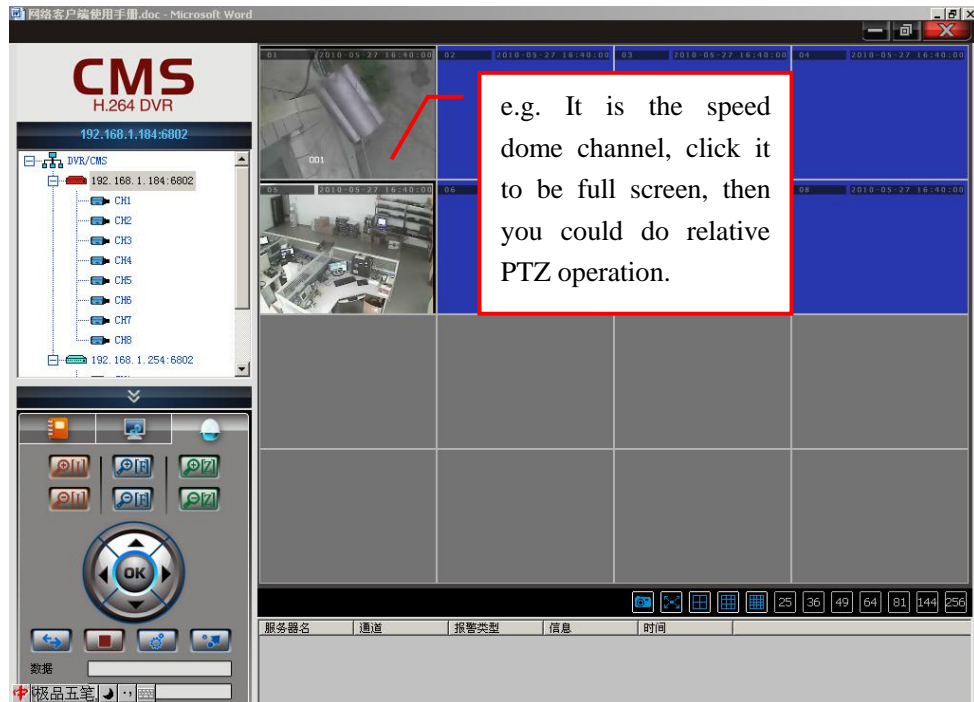 网络客户端使用手册.doc - Microsoft Word
CMS
H.264 DVR
192.168.1.184:6802
DVR/CMS
192.168.1.184:6802
CH1
CH2
CH3
CH4
CH5
CH6
CH7
CH8
192.168.1.254:6802
01 2010-05-27 16:40:00
02 2010-05-27 16:40:00
03 2010-05-27 16:40:00
04 2010-05-27 16:40:00
001
05 2010-05-27 16:40:00
06
08 2010-05-27 16:40:00
e.g. It is the speed
dome channel, click it
to be full screen, then
you could do relative
PTZ operation.
[I] [F] [Z]
[I] [F] [Z]
OK
25 36 49 64 81 144 256
服务器名 通道 报警类型 信息 时间
数据
中 极品五笔